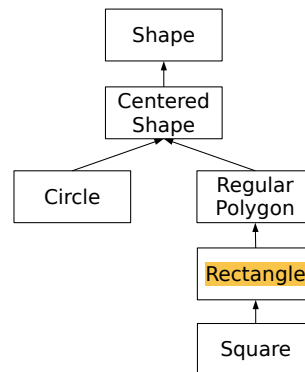 Shape
Centered
Shape
Circle
Regular
Polygon
Rectangle
Square